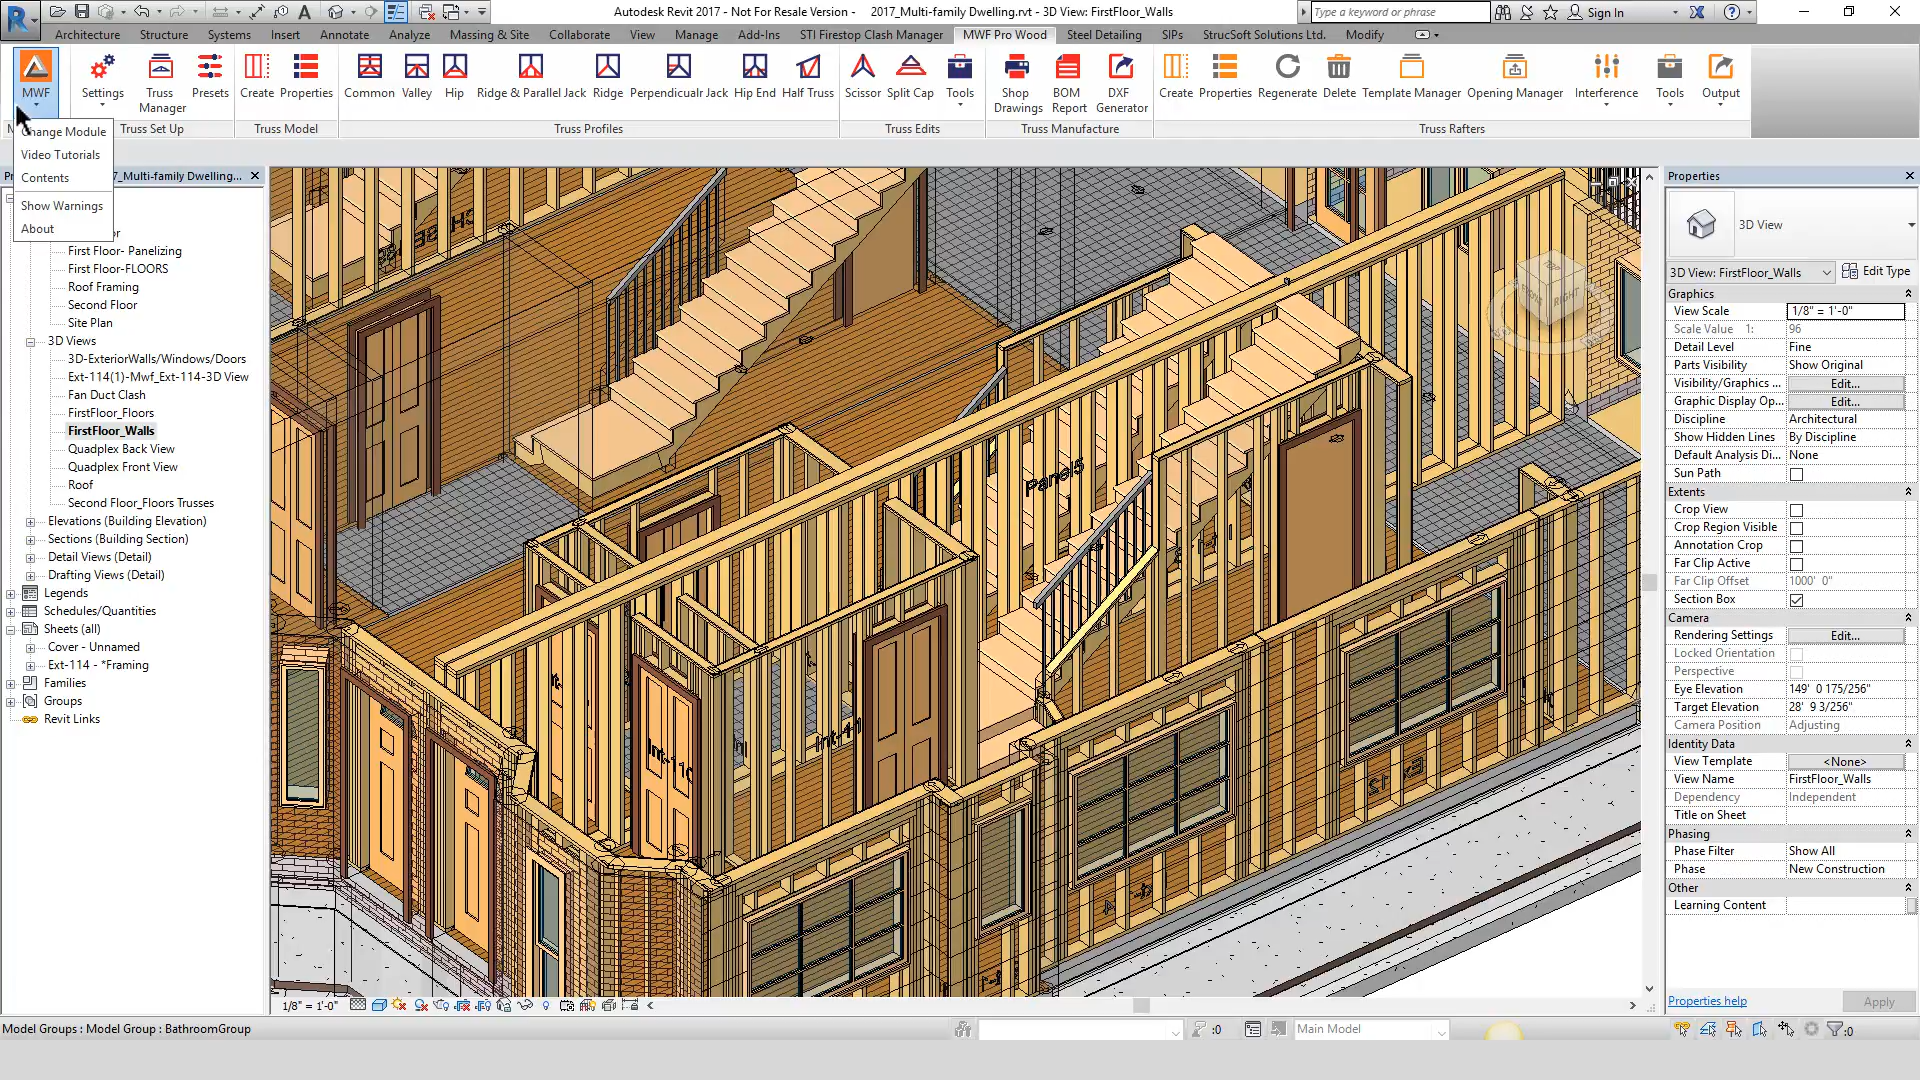 Autodesk Revit 2017 - Not For Resale Version - 2017_Multi-family Dwelling.rvt - 3D View: FirstFloor_Walls
Type a keyword or phrase
Sign In
Architecture Structure Systems Insert Annotate Analyze Massing & Site Collaborate View Manage Add-Ins STI Firestop Clash Manager MWF Pro Wood Steel Detailing SIPs StrucSoft Solutions Ltd. Modify
MWF Settings Truss Manager Presets Create Properties Common Valley Hip Ridge & Parallel Jack Ridge Perpendicualr Jack Hip End Half Truss Scissor Split Cap Tools Shop Drawings BOM Report DXF Generator Create Properties Regenerate Delete Template Manager Opening Manager Interference Tools Output
Truss Set Up Truss Model Truss Profiles Truss Edits Truss Manufacture Truss Rafters
Change Module
Video Tutorials
Contents
Show Warnings
About
7_Multi-family Dwelling...
First Floor- Panelizing
First Floor-FLOORS
Roof Framing
Second Floor
Site Plan
3D Views
3D-ExteriorWalls/Windows/Doors
Ext-114(1)-Mwf_Ext-114-3D View
Fan Duct Clash
FirstFloor_Floors
FirstFloor_Walls
Quadplex Back View
Quadplex Front View
Roof
Second Floor_Floors Trusses
Elevations (Building Elevation)
Sections (Building Section)
Detail Views (Detail)
Drafting Views (Detail)
Legends
Schedules/Quantities
Sheets (all)
Cover - Unnamed
Ext-114 - *Framing
Families
Groups
Revit Links
Panel5
Int-110
Int-41
TOP
RIGHT
Properties
3D View
3D View: FirstFloor_Walls Edit Type
Graphics
View Scale 1/8" = 1'-0"
Scale Value 1: 96
Detail Level Fine
Parts Visibility Show Original
Visibility/Graphics ... Edit...
Graphic Display Op... Edit...
Discipline Architectural
Show Hidden Lines By Discipline
Default Analysis Di... None
Sun Path
Extents
Crop View
Crop Region Visible
Annotation Crop
Far Clip Active
Far Clip Offset 1000' 0"
Section Box
Camera
Rendering Settings Edit...
Locked Orientation
Perspective
Eye Elevation 149' 0 175/256"
Target Elevation 28' 9 3/256"
Camera Position Adjusting
Identity Data
View Template <None>
View Name FirstFloor_Walls
Dependency Independent
Title on Sheet
Phasing
Phase Filter Show All
Phase New Construction
Other
Learning Content
Properties help Apply
1/8" = 1'-0"
Model Groups : Model Group : BathroomGroup
:0
Main Model
:0